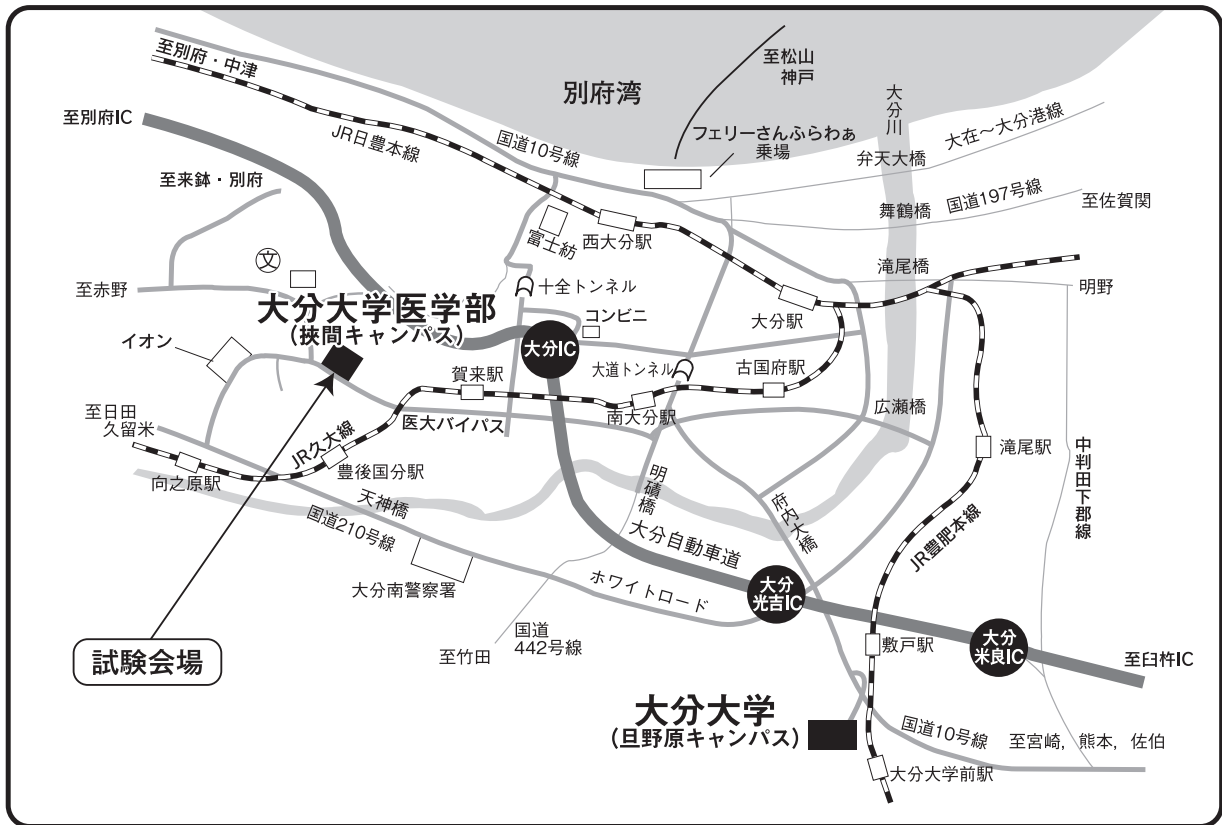 至別府・中津
至松山
神戸
別府湾
大分川
至別府IC
JR日豊本線
国道10号線
フェリーさんふらわぁ
乗場
大在～大分港線
弁天大橋
至来鉢・別府
舞鶴橋
国道197号線
至佐賀関
富士紡
西大分駅
文
滝尾橋
至赤野
十全トンネル
明野
大分大学医学部
(挾間キャンパス)
コンビニ
大分駅
イオン
大分IC
大道トンネル
古国府駅
賀来駅
至日田
久留米
医大バイパス
南大分駅
広瀬橋
JR久大線
豊後国分駅
滝尾駅
中判田下郡線
向之原駅
天神橋
明磧橋
府内大橋
国道210号線
大分自動車道
JR豊肥本線
大分南警察署
ホワイトロード
大分
光吉IC
試験会場
国道
442号線
至竹田
敷戸駅
大分
米良IC
至臼杵IC
大分大学
(旦野原キャンパス)
国道10号線
至宮崎，熊本，佐伯
大分大学前駅